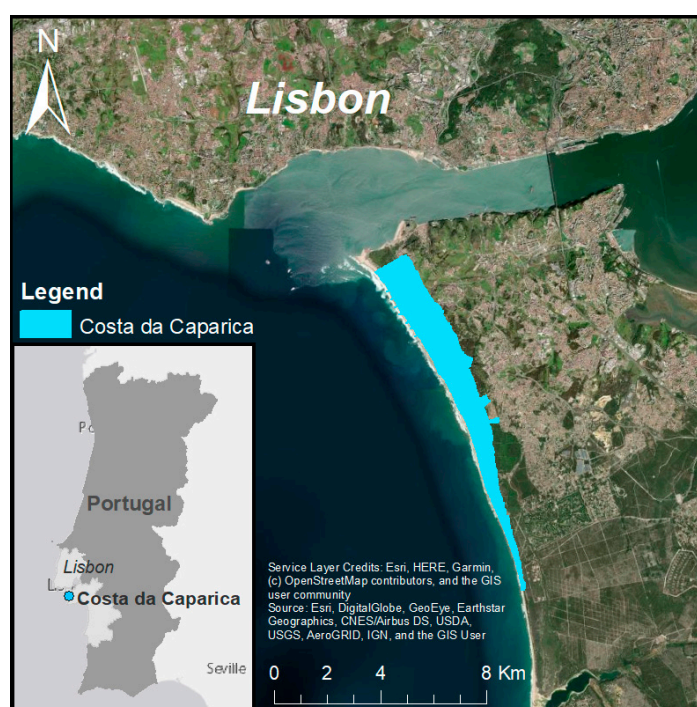 N
Lisbon
Legend
Costa da Caparica
Portugal
Lisbon
Costa da Caparica
Seville
Service Layer Credits: Esri, HERE, Garmin,
(c) OpenStreetMap contributors, and the GIS
user community
Source: Esri, DigitalGlobe, GeoEye, Earthstar
Geographics, CNES/Airbus DS, USDA,
USGS, AeroGRID, IGN, and the GIS User
0 2 4 8 Km